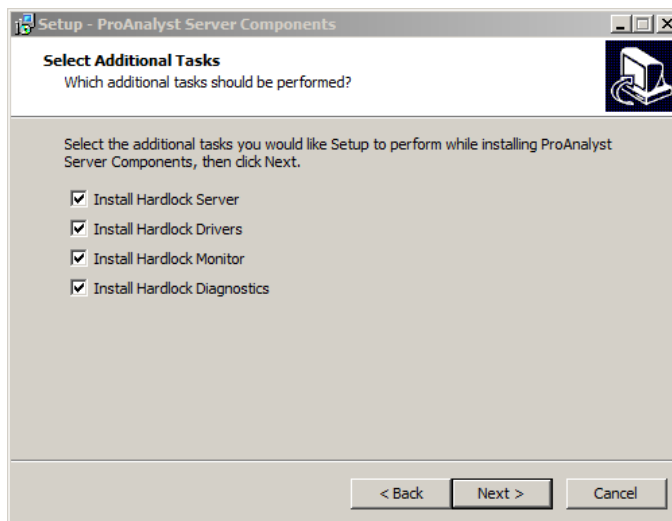 Setup - ProAnalyst Server Components
Select Additional Tasks
Which additional tasks should be performed?
Select the additional tasks you would like Setup to perform while installing ProAnalyst
Server Components, then click Next.
Install Hardlock Server
Install Hardlock Drivers
Install Hardlock Monitor
Install Hardlock Diagnostics
< Back Next > Cancel